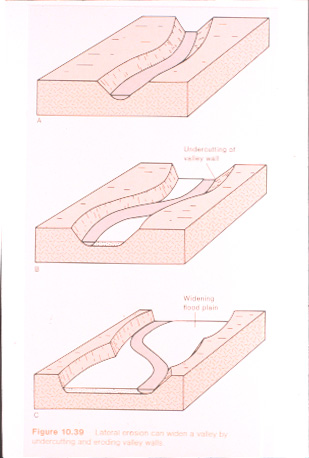 A
Undercutting of
valley wall
B
Widening
flood plain
C
Figure 10.39 Lateral erosion can widen a valley by
undercutting and eroding valley walls.